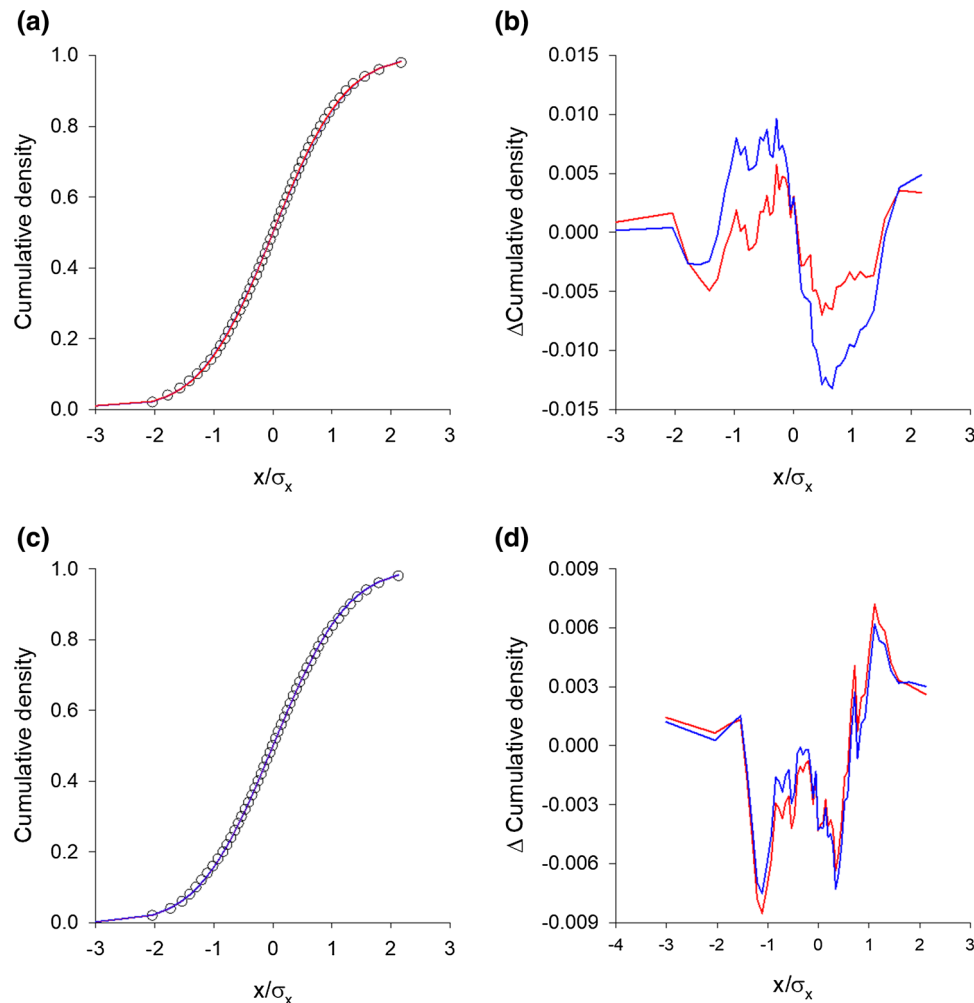 (a)
Cumulative density
1.0
0.8
0.6
0.4
0.2
0.0
-3 -2 -1 0 1 2 3
x/σx
(b)
ΔCumulative density
0.015
0.010
0.005
0.000
-0.005
-0.010
-0.015
-3 -2 -1 0 1 2 3
x/σx
(c)
Cumulative density
1.0
0.8
0.6
0.4
0.2
0.0
-3 -2 -1 0 1 2 3
x/σx
(d)
Δ Cumulative density
0.009
0.006
0.003
0.000
-0.003
-0.006
-0.009
-4 -3 -2 -1 0 1 2 3
x/σx